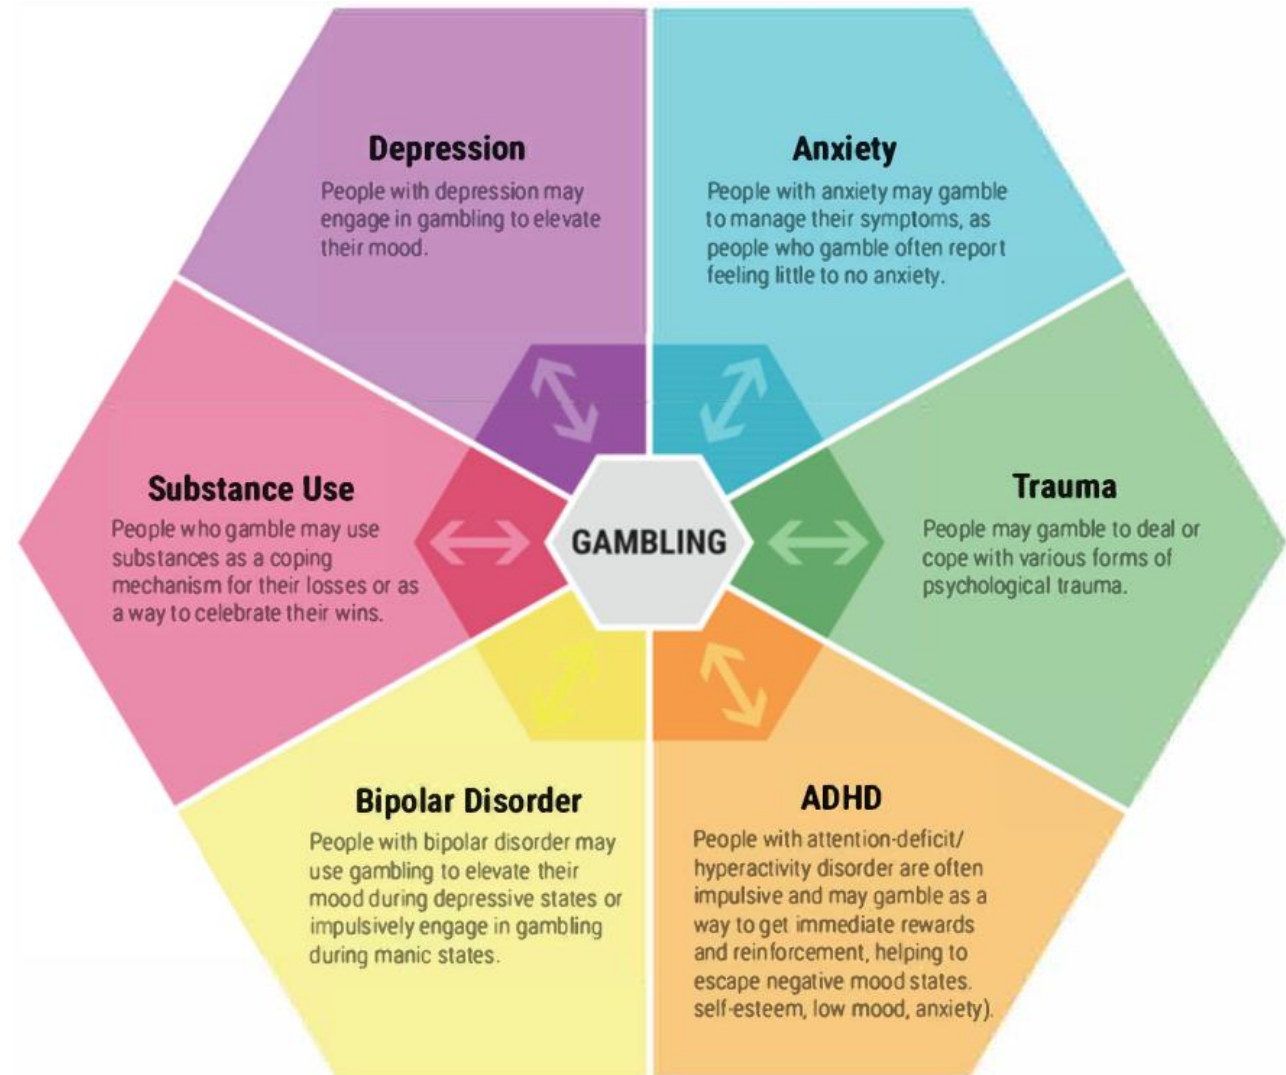 Depression
People with depression may
engage in gambling to elevate
their mood.
Anxiety
People with anxiety may gamble
to manage their symptoms, as
people who gamble often report
feeling little to no anxiety.
Substance Use
People who gamble may use
substances as a coping
mechanism for their losses or as
a way to celebrate their wins.
GAMBLING
Trauma
People may gamble to deal or
cope with various forms of
psychological trauma.
Bipolar Disorder
People with bipolar disorder may
use gambling to elevate their
mood during depressive states or
impulsively engage in gambling
during manic states.
ADHD
People with attention-deficit/
hyperactivity disorder are often
impulsive and may gamble as a
way to get immediate rewards
and reinforcement, helping to
escape negative mood states.
self-esteem, low mood, anxiety).